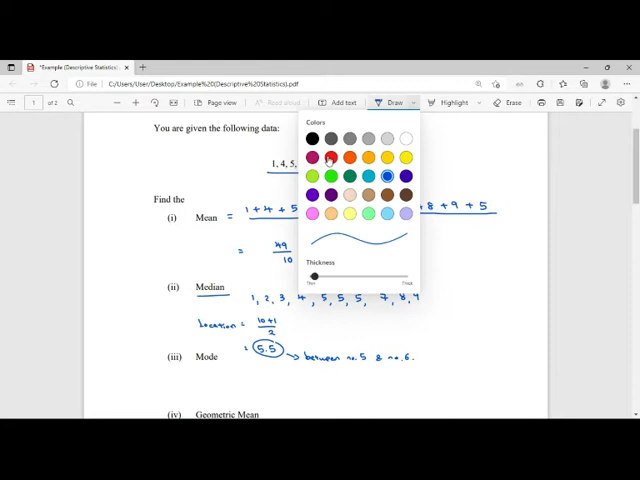 *Example (Descriptive Statistics).
File
C:/Users/User/Desktop/Example%20(Descriptive%20Statistics).pdf
1 of 2
Page view
Read aloud
Add text
Draw
Highlight
Erase
You are given the following data:
Colors
1, 4, 5,
Find the
(i) Mean = 1 + 4 + 5 + 8 + 9 + 5
= 49
10
Thickness
Thin Thick
(ii) Median 1, 2, 3, 4, 5, 5, 5, 7, 8, 9
Location = 10+1
2
= 5.5 → between no. 5 & no. 6.
(iii) Mode
(iv) Geometric Mean